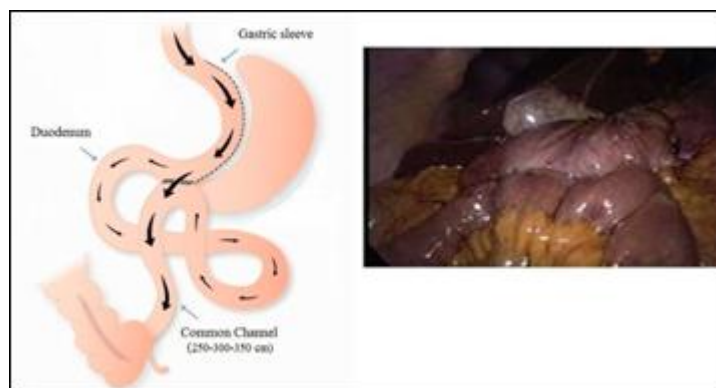 Gastric sleeve
Duodenum
Common Channel
(250-300-350 cm)